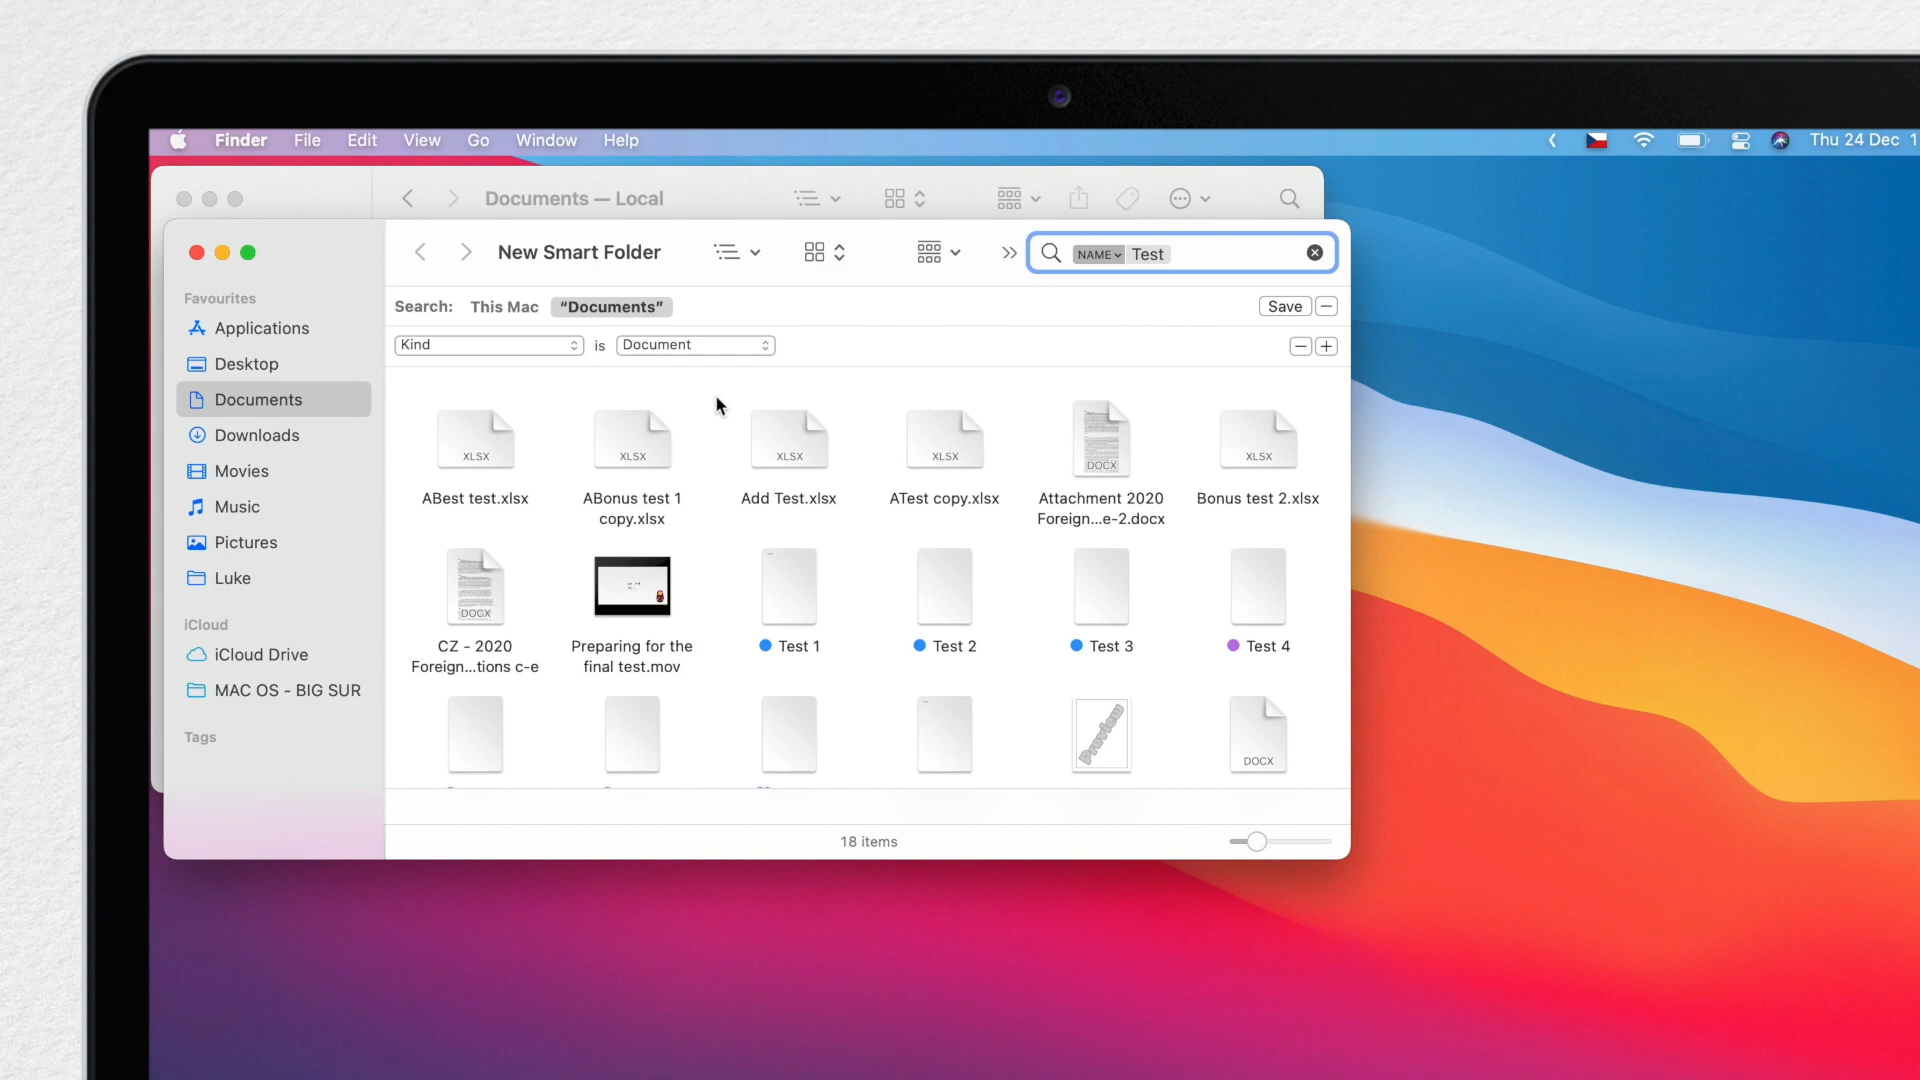 Finder File Edit View Go Window Help Thu 24 Dec 1
Documents — Local
New Smart Folder NAME Test
Search: This Mac “Documents” Save
Kind is Document
Favourites
Applications
Desktop
Documents
Downloads
Movies
Music
Pictures
Luke
iCloud
iCloud Drive
MAC OS - BIG SUR
Tags
XLSX XLSX XLSX XLSX DOCX XLSX
ABest test.xlsx
ABonus test 1
copy.xlsx
Add Test.xlsx
ATest copy.xlsx
Attachment 2020
Foreign...e-2.docx
Bonus test 2.xlsx
DOCX
CZ - 2020
Foreign...tions c-e
Preparing for the
final test.mov
Test 1
Test 2
Test 3
Test 4
Preview
DOCX
18 items